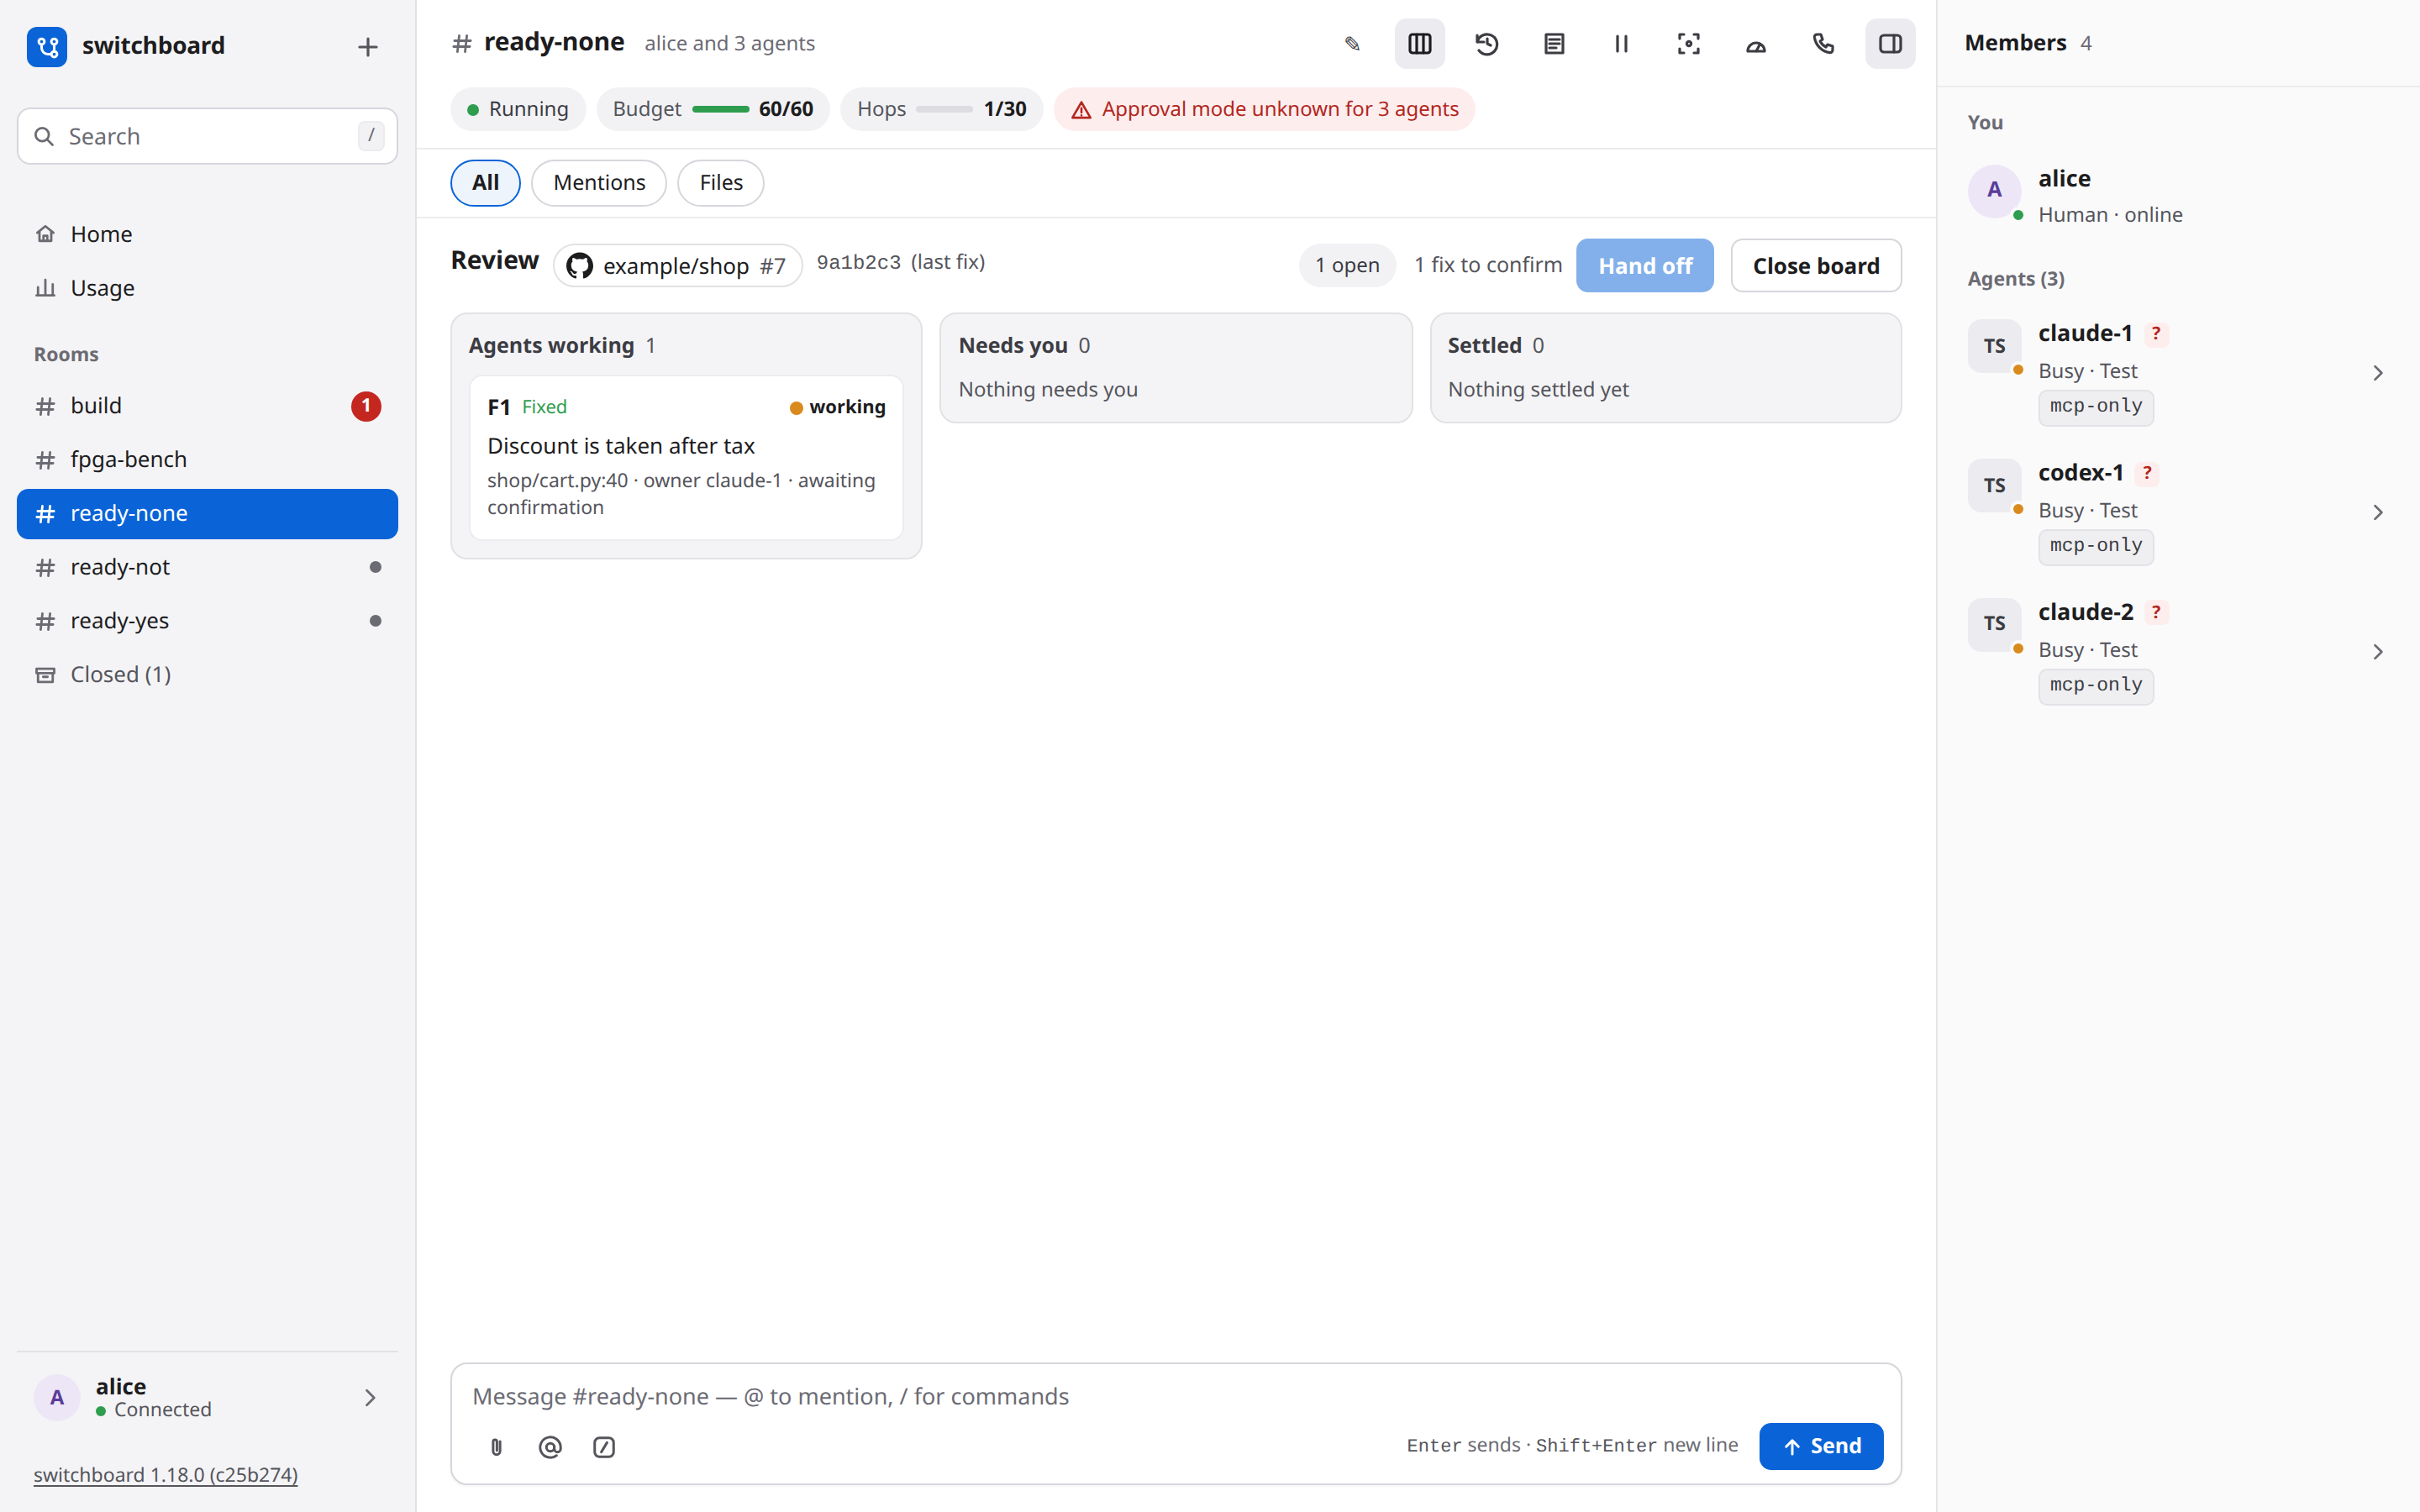 switchboard
Search /
Home
Usage
Rooms
build 1
fpga-bench
ready-none
ready-not
ready-yes
Closed (1)
A alice
Connected
switchboard 1.18.0 (c25b274)
# ready-none alice and 3 agents
Running Budget 60/60 Hops 1/30 Approval mode unknown for 3 agents
All Mentions Files
Review example/shop #7 9a1b2c3 (last fix) 1 open 1 fix to confirm Hand off Close board
Agents working 1
F1 Fixed working
Discount is taken after tax
shop/cart.py:40 · owner claude-1 · awaiting
confirmation
Needs you 0
Nothing needs you
Settled 0
Nothing settled yet
Message #ready-none — @ to mention, / for commands
Enter sends · Shift+Enter new line Send
Members 4
You
A alice
Human · online
Agents (3)
TS claude-1 ?
Busy · Test
mcp-only
TS codex-1 ?
Busy · Test
mcp-only
TS claude-2 ?
Busy · Test
mcp-only